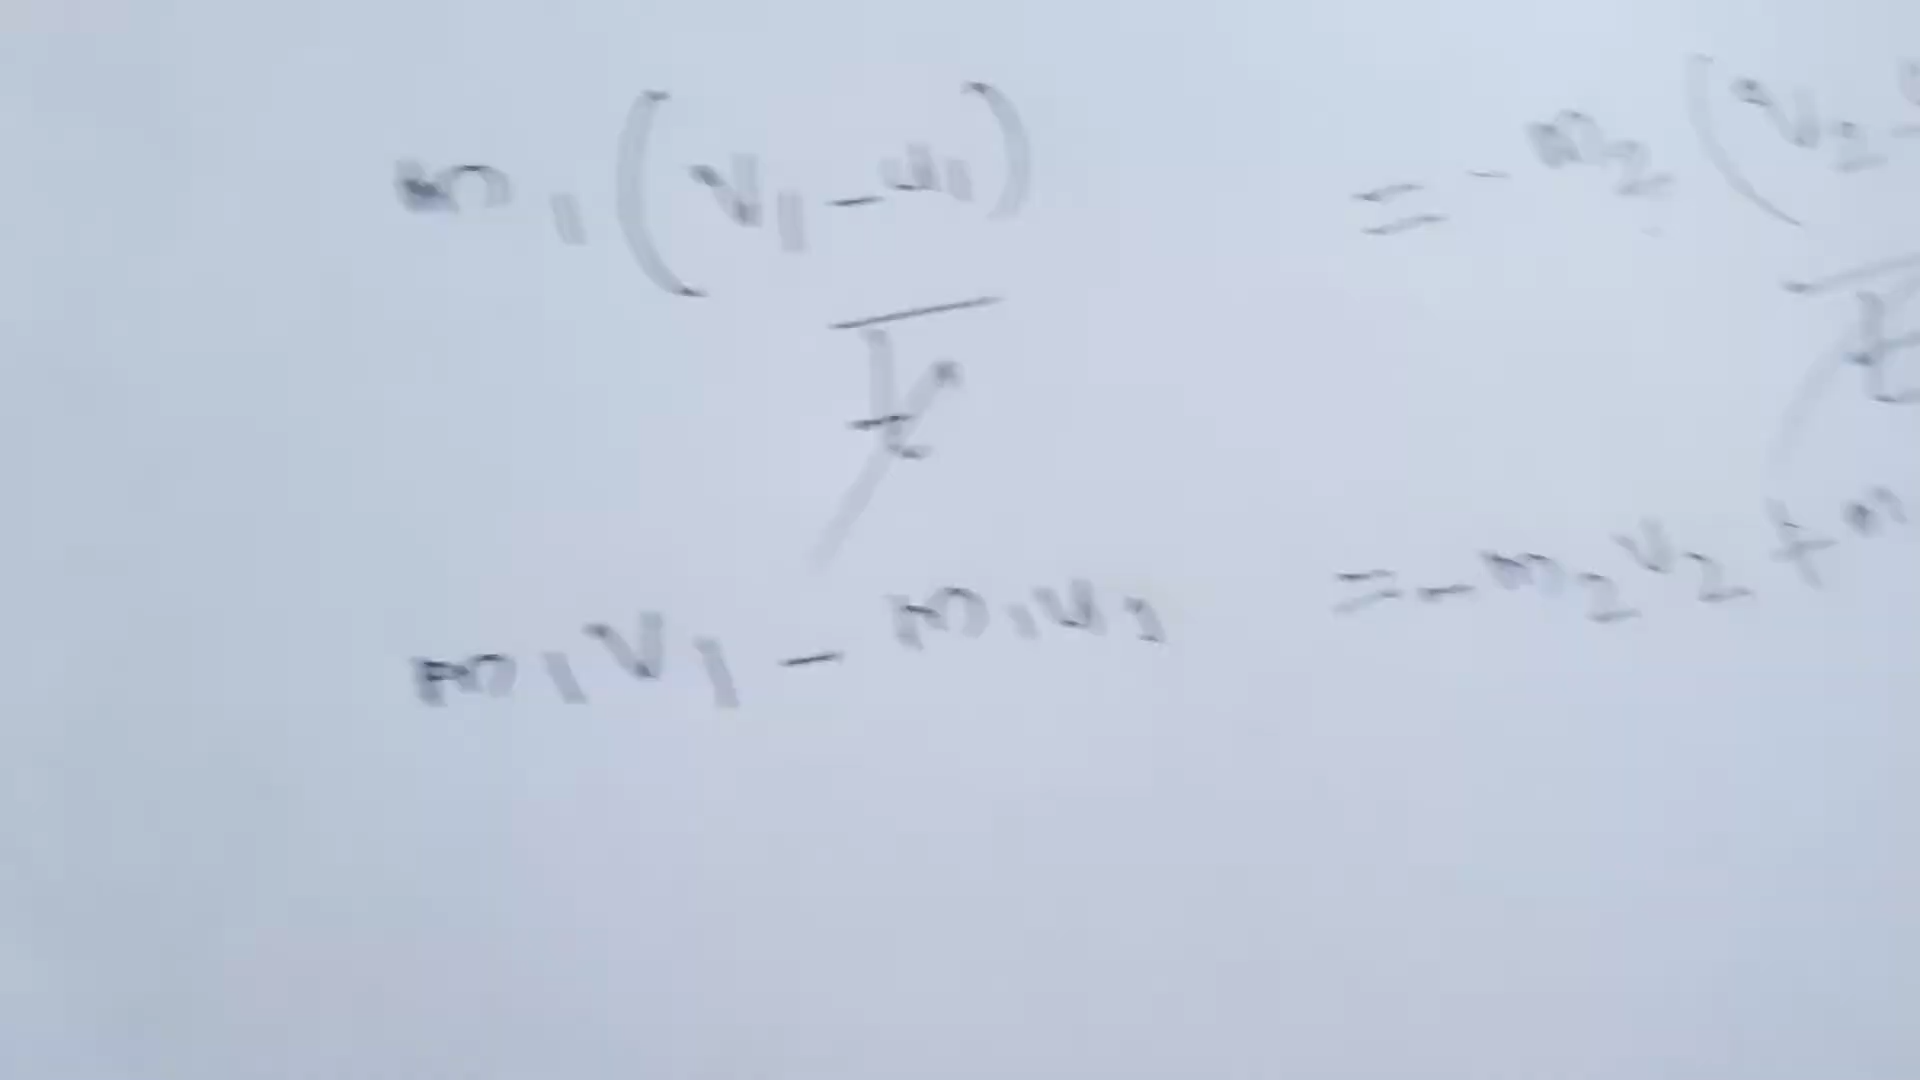 m₁(v₁-u₁) = -m₂(v₂-
t t
m₁v₁ - m₁u₁ = -m₂v₂ + m